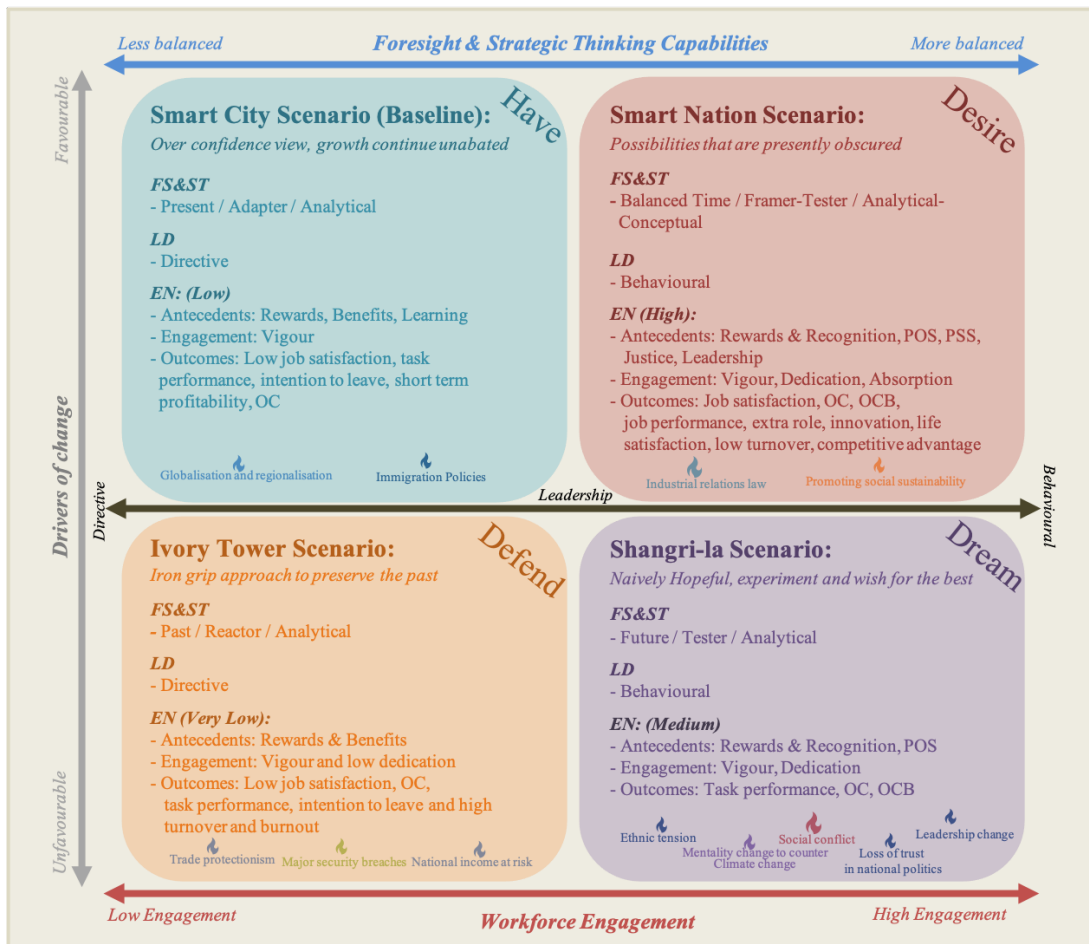 Less balanced
Foresight & Strategic Thinking Capabilities
More balanced
Favourable
Drivers of change
Unfavourable
Smart City Scenario (Baseline):
Have
Over confidence view, growth continue unabated
FS&ST
- Present / Adapter / Analytical
LD
- Directive
EN: (Low)
- Antecedents: Rewards, Benefits, Learning
- Engagement: Vigour
- Outcomes: Low job satisfaction, task
performance, intention to leave, short term
profitability, OC
Globalisation and regionalisation
Immigration Policies
Smart Nation Scenario:
Desire
Possibilities that are presently obscured
FS&ST
- Balanced Time / Framer-Tester / Analytical-
Conceptual
LD
- Behavioural
EN (High):
- Antecedents: Rewards & Recognition, POS, PSS,
Justice, Leadership
- Engagement: Vigour, Dedication, Absorption
- Outcomes: Job satisfaction, OC, OCB,
job performance, extra role, innovation, life
satisfaction, low turnover, competitive advantage
Industrial relations law
Promoting social sustainability
Directive
Leadership
Behavioural
Ivory Tower Scenario:
Defend
Iron grip approach to preserve the past
FS&ST
- Past / Reactor / Analytical
LD
- Directive
EN (Very Low):
- Antecedents: Rewards & Benefits
- Engagement: Vigour and low dedication
- Outcomes: Low job satisfaction, OC,
task performance, intention to leave and high
turnover and burnout
Trade protectionism
Major security breaches
National income at risk
Shangri-la Scenario:
Dream
Naively Hopeful, experiment and wish for the best
FS&ST
- Future / Tester / Analytical
LD
- Behavioural
EN: (Medium)
- Antecedents: Rewards & Recognition, POS
- Engagement: Vigour, Dedication
- Outcomes: Task performance, OC, OCB
Ethnic tension
Social conflict
Leadership change
Mentality change to counter
Climate change
Loss of trust
in national politics
Low Engagement
Workforce Engagement
High Engagement